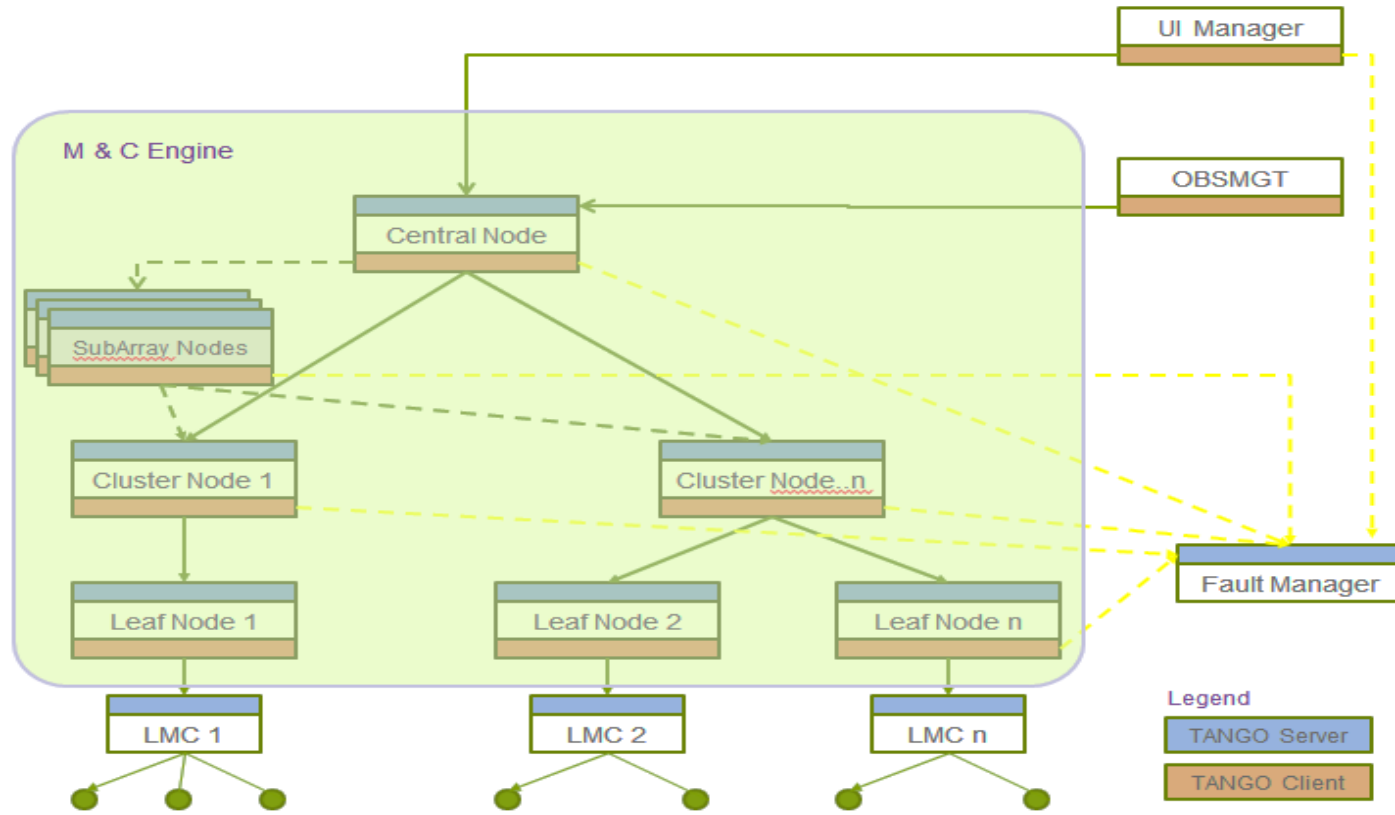 UI Manager
M & C Engine
OBSMGT
Central Node
SubArray Nodes
Cluster Node 1
Cluster Node..n
Fault Manager
Leaf Node 1
Leaf Node 2
Leaf Node n
Legend
LMC 1
LMC 2
LMC n
TANGO Server
TANGO Client